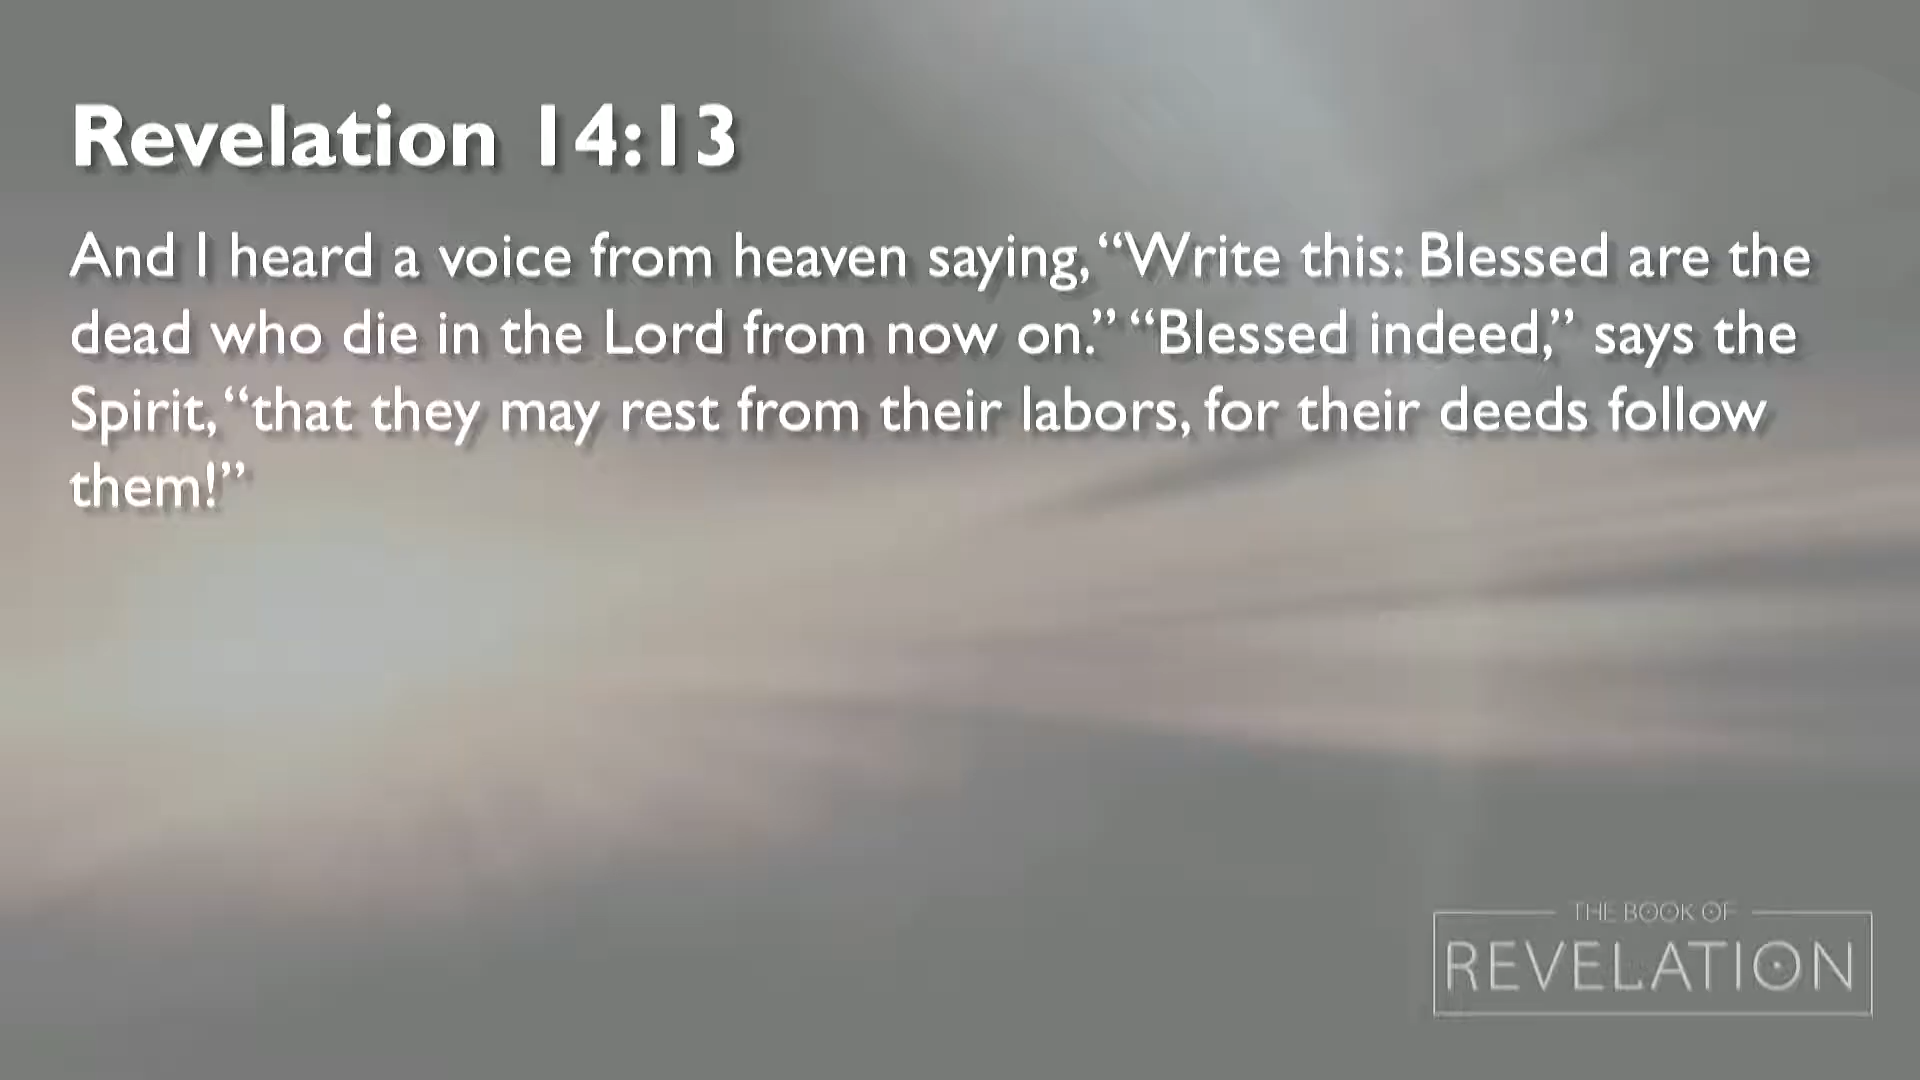 Revelation 14:13
And I heard a voice from heaven saying, “Write this: Blessed are the
dead who die in the Lord from now on.” “Blessed indeed,” says the
Spirit, “that they may rest from their labors, for their deeds follow
them!”
THE BOOK OF
REVELATION